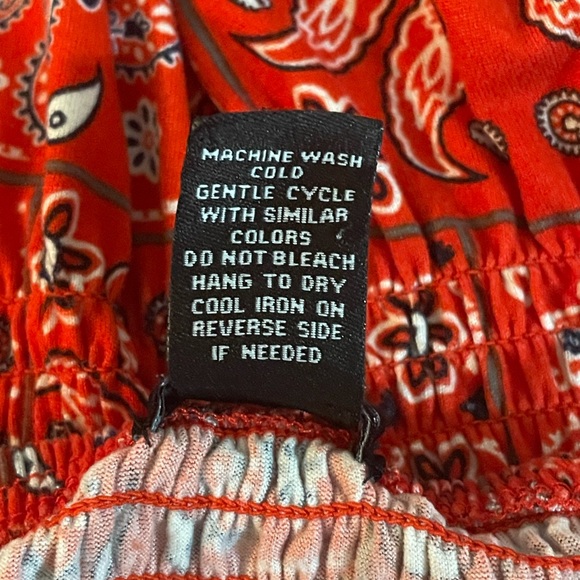 MACHINE WASH
COLD
GENTLE CYCLE
WITH SIMILAR
COLORS
DO NOT BLEACH
HANG TO DRY
COOL IRON ON
REVERSE SIDE
IF NEEDED